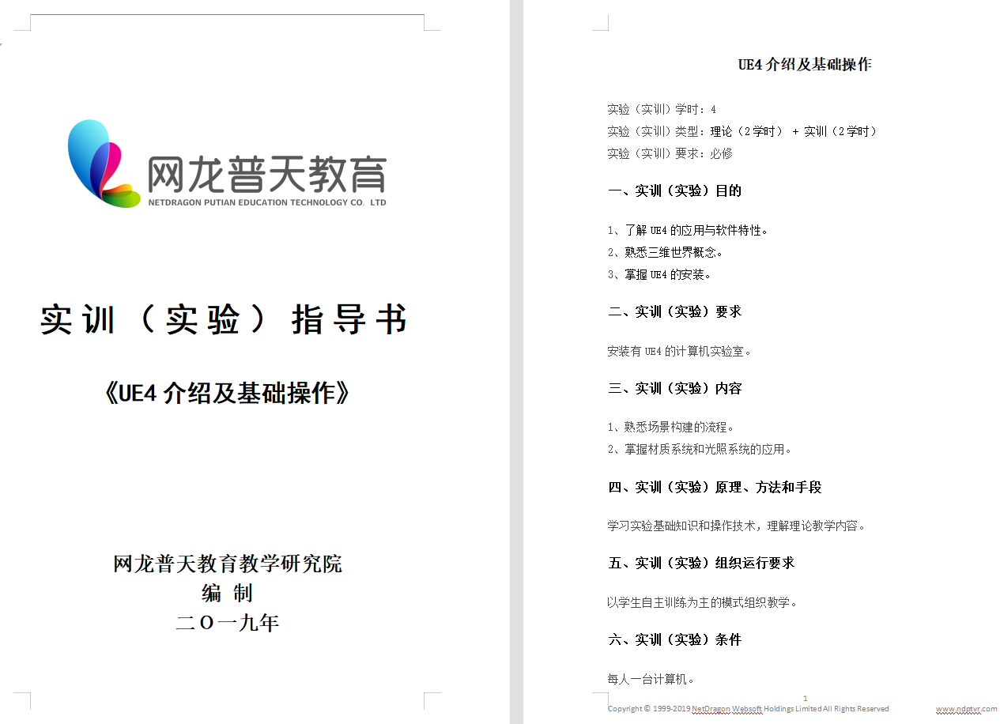 网龙普天教育
NETDRAGON PUTIAN EDUCATION TECHNOLOGY CO, LTD
实训（实验）指导书
《UE4 介绍及基础操作》
网龙普天教育教学研究院
编 制
二〇一九年
UE4 介绍及基础操作
实验（实训）学时：4
实验（实训）类型：理论（2学时） + 实训（2学时）
实验（实训）要求：必修
一、实训（实验）目的
1、了解 UE4 的应用与软件特性。
2、熟悉三维世界概念。
3、掌握 UE4 的安装。
二、实训（实验）要求
安装有 UE4 的计算机实验室。
三、实训（实验）内容
1、熟悉场景构建的流程。
2、掌握材质系统和光照系统的应用。
四、实训（实验）原理、方法和手段
学习实验基础知识和操作技术，理解理论教学内容。
五、实训（实验）组织运行要求
以学生自主训练为主的模式组织教学。
六、实训（实验）条件
每人一台计算机。
1
Copyright © 1999-2019 NetDragon Websoft Holdings Limited All Rights Reserved www.ndptvr.com